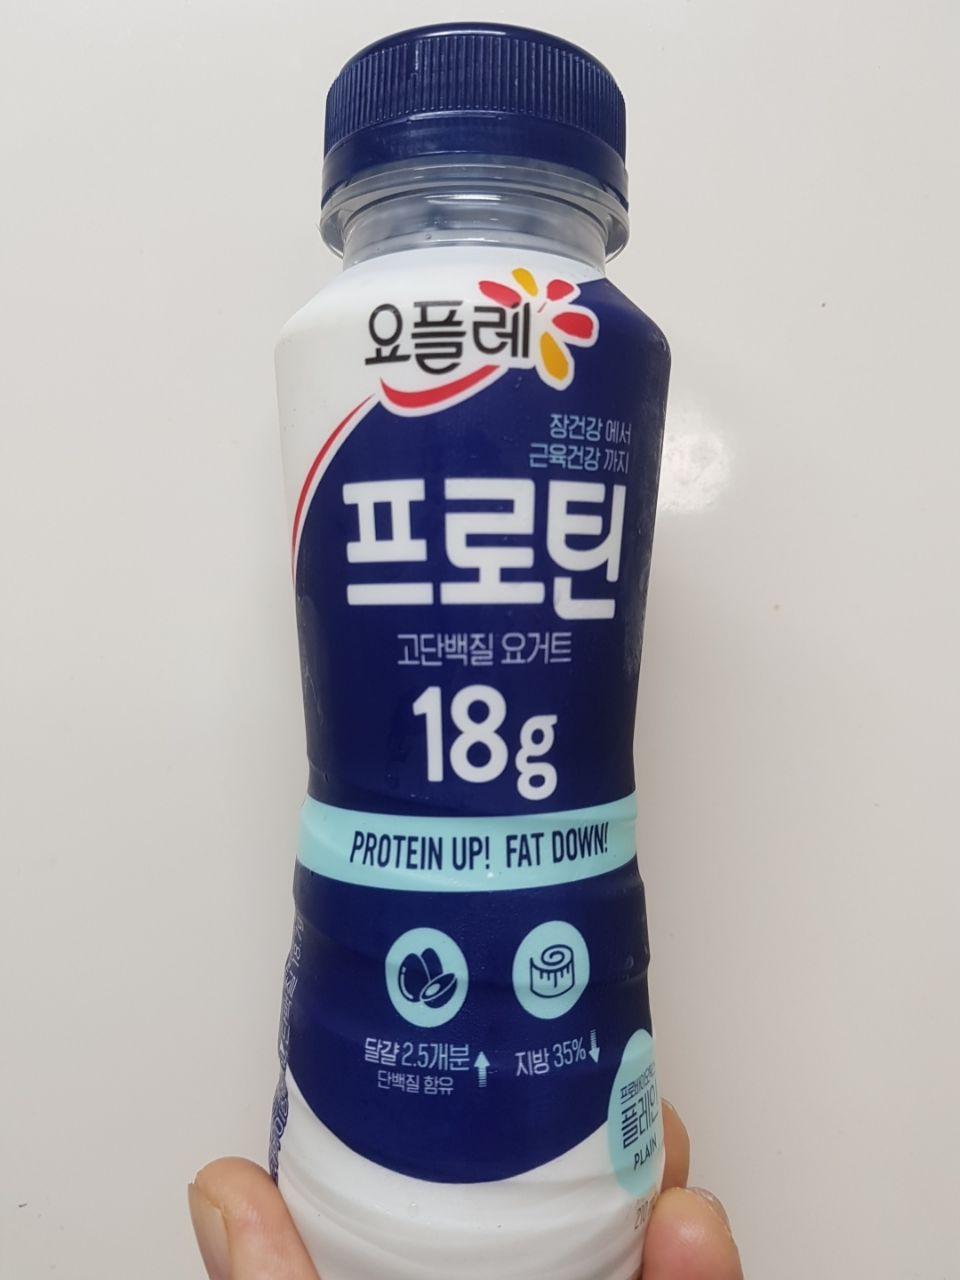 요플레
장건강에서
근육건강까지
프로틴
고단백질 요거트
18g
PROTEIN UP! FAT DOWN!
달걀 2.5개분
단백질 함유
지방 35%
플레인
PLAIN